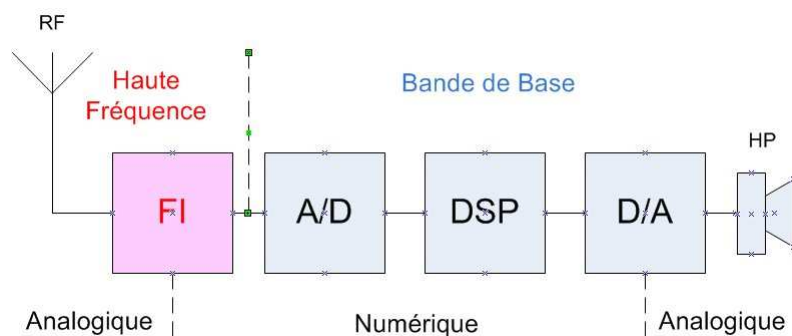 RF
Haute
Fréquence
Bande de Base
HP
FI
A/D
DSP
D/A
Analogique
Numérique
Analogique